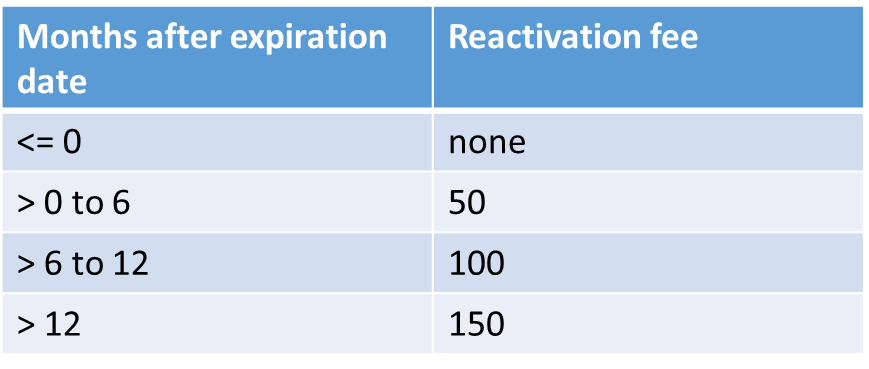 Months after expiration
date
Reactivation fee
<= 0
none
> 0 to 6
50
> 6 to 12
100
> 12
150